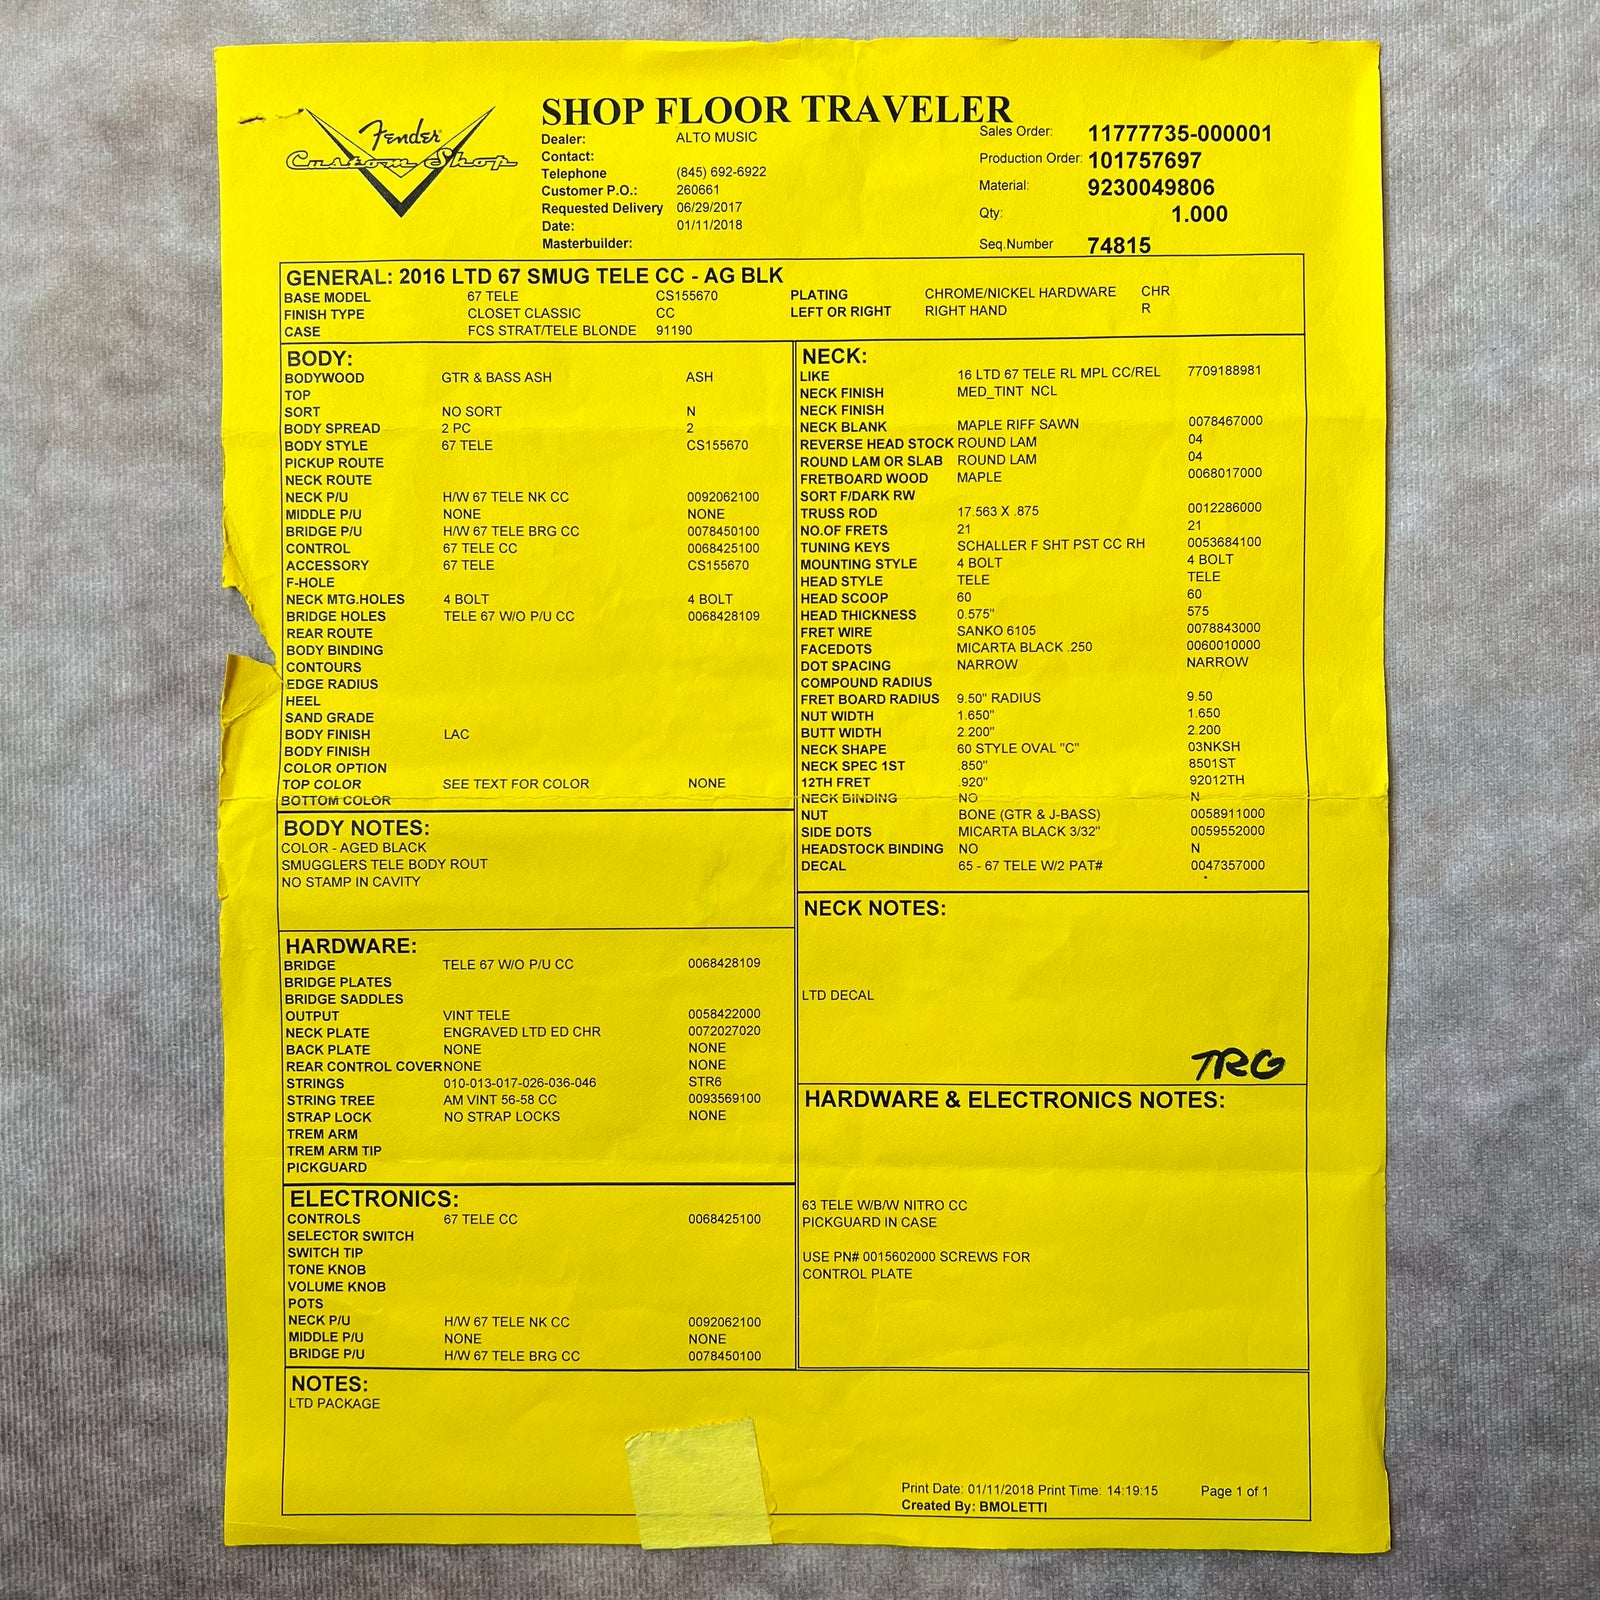 Fender
Custom Shop
SHOP FLOOR TRAVELER
Dealer: ALTO MUSIC
Contact:
Telephone (845) 692-6922
Customer P.O.: 260661
Requested Delivery 06/29/2017
Date: 01/11/2018
Masterbuilder:
Sales Order: 11777735-000001
Production Order: 101757697
Material: 9230049806
Qty: 1.000
Seq.Number 74815
GENERAL: 2016 LTD 67 SMUG TELE CC - AG BLK
BASE MODEL 67 TELE CS155670 PLATING CHROME/NICKEL HARDWARE CHR
FINISH TYPE CLOSET CLASSIC CC LEFT OR RIGHT RIGHT HAND R
CASE FCS STRAT/TELE BLONDE 91190
BODY:
BODYWOOD GTR & BASS ASH ASH
TOP
SORT NO SORT N
BODY SPREAD 2 PC 2
BODY STYLE 67 TELE CS155670
PICKUP ROUTE
NECK ROUTE
NECK P/U H/W 67 TELE NK CC 0092062100
MIDDLE P/U NONE NONE
BRIDGE P/U H/W 67 TELE BRG CC 0078450100
CONTROL 67 TELE CC 0068425100
ACCESSORY 67 TELE CS155670
F-HOLE
NECK MTG.HOLES 4 BOLT 4 BOLT
BRIDGE HOLES TELE 67 W/O P/U CC 0068428109
REAR ROUTE
BODY BINDING
CONTOURS
EDGE RADIUS
HEEL
SAND GRADE
BODY FINISH LAC
BODY FINISH
COLOR OPTION
TOP COLOR SEE TEXT FOR COLOR NONE
BOTTOM COLOR
BODY NOTES:
COLOR - AGED BLACK
SMUGGLERS TELE BODY ROUT
NO STAMP IN CAVITY
HARDWARE:
BRIDGE TELE 67 W/O P/U CC 0068428109
BRIDGE PLATES
BRIDGE SADDLES
OUTPUT VINT TELE 0058422000
NECK PLATE ENGRAVED LTD ED CHR 0072027020
BACK PLATE NONE NONE
REAR CONTROL COVER NONE NONE
STRINGS 010-013-017-026-036-046 STR6
STRING TREE AM VINT 56-58 CC 0093569100
STRAP LOCK NO STRAP LOCKS NONE
TREM ARM
TREM ARM TIP
PICKGUARD
ELECTRONICS:
CONTROLS 67 TELE CC 0068425100
SELECTOR SWITCH
SWITCH TIP
TONE KNOB
VOLUME KNOB
POTS
NECK P/U H/W 67 TELE NK CC 0092062100
MIDDLE P/U NONE NONE
BRIDGE P/U H/W 67 TELE BRG CC 0078450100
NECK:
LIKE 16 LTD 67 TELE RL MPL CC/REL 7709188981
NECK FINISH MED_TINT NCL
NECK FINISH
NECK BLANK MAPLE RIFF SAWN 0078467000
REVERSE HEAD STOCK ROUND LAM 04
ROUND LAM OR SLAB ROUND LAM 04
FRETBOARD WOOD MAPLE 0068017000
SORT F/DARK RW
TRUSS ROD 17.563 X .875 0012286000
NO.OF FRETS 21 21
TUNING KEYS SCHALLER F SHT PST CC RH 0053684100
MOUNTING STYLE 4 BOLT 4 BOLT
HEAD STYLE TELE TELE
HEAD SCOOP 60 60
HEAD THICKNESS 0.575" 575
FRET WIRE SANKO 6105 0078843000
FACEDOTS MICARTA BLACK .250 0060010000
DOT SPACING NARROW NARROW
COMPOUND RADIUS
FRET BOARD RADIUS 9.50" RADIUS 9.50
NUT WIDTH 1.650" 1.650
BUTT WIDTH 2.200" 2.200
NECK SHAPE 60 STYLE OVAL "C" 03NKSH
NECK SPEC 1ST .850" 8501ST
12TH FRET .920" 92012TH
NECK BINDING NO N
NUT BONE (GTR & J-BASS) 0058911000
SIDE DOTS MICARTA BLACK 3/32" 0059552000
HEADSTOCK BINDING NO N
DECAL 65 - 67 TELE W/2 PAT# 0047357000
NECK NOTES:
LTD DECAL
TRG
HARDWARE & ELECTRONICS NOTES:
63 TELE W/B/W NITRO CC
PICKGUARD IN CASE
USE PN# 0015602000 SCREWS FOR
CONTROL PLATE
NOTES:
LTD PACKAGE
Print Date: 01/11/2018 Print Time: 14:19:15 Page 1 of 1
Created By: BMOLETTI